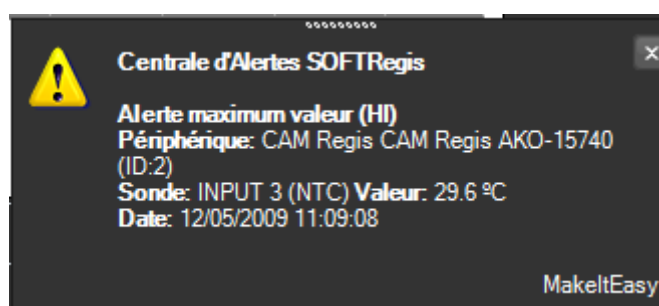 Centrale d'Alertes SOFTRegis
Alerte maximum valeur (HI)
Périphérique: CAM Regis CAM Regis AKO-15740
(ID:2)
Sonde: INPUT 3 (NTC) Valeur: 29.6 ºC
Date: 12/05/2009 11:09:08
MakeItEasy